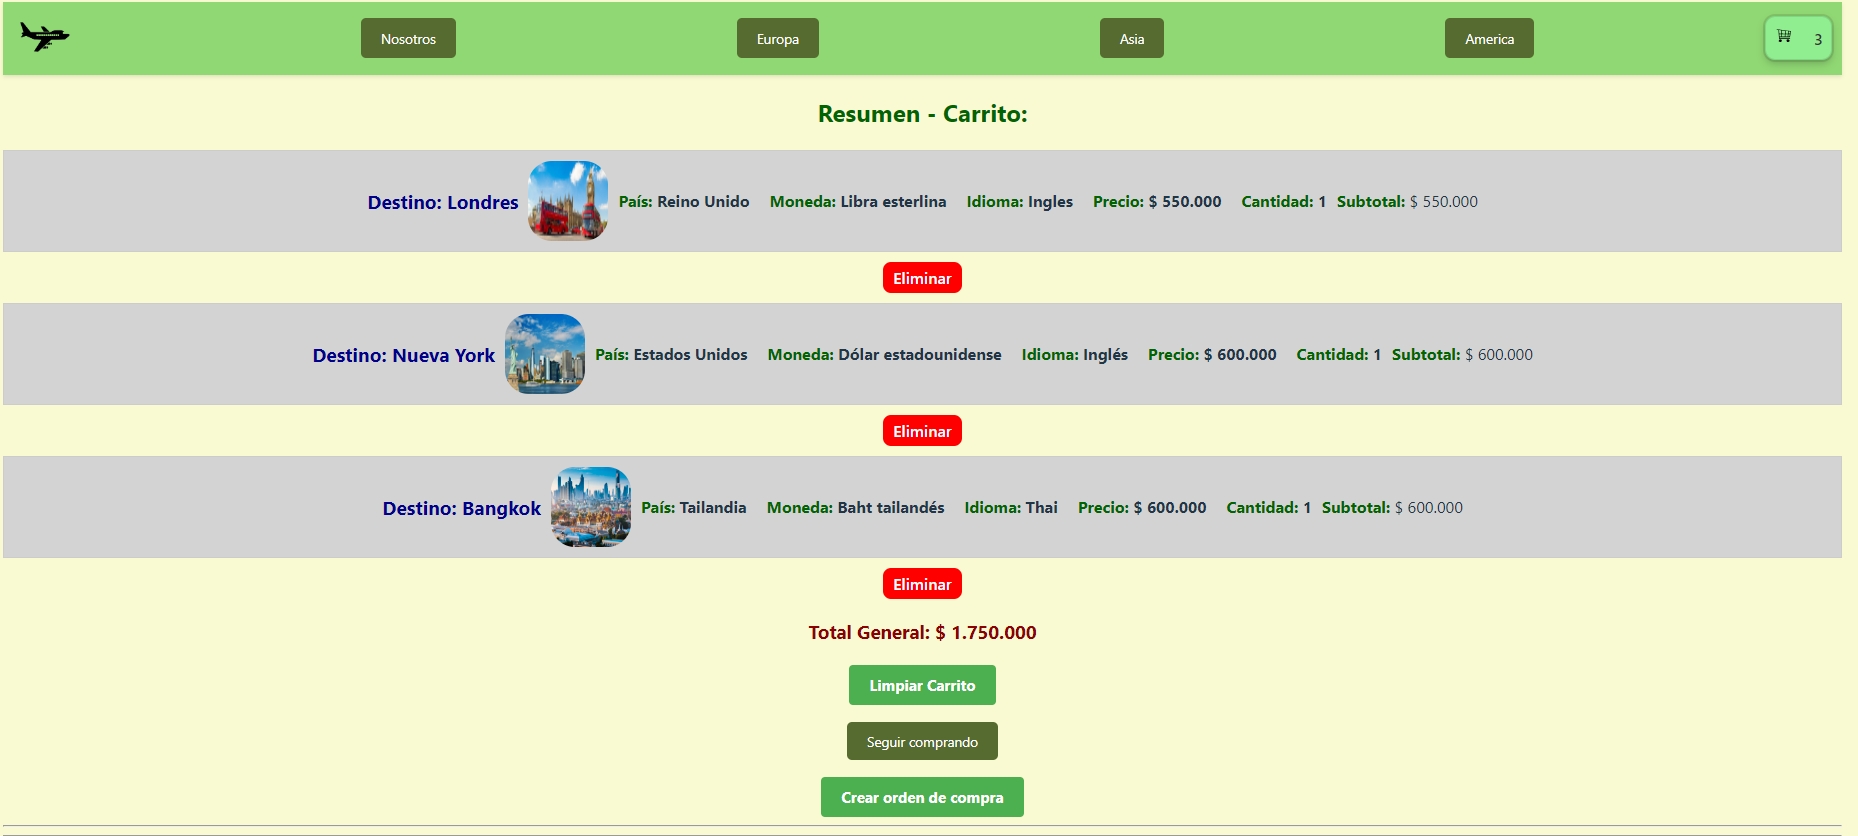 Nosotros Europa Asia America 3
Resumen - Carrito:
Destino: Londres País: Reino Unido Moneda: Libra esterlina Idioma: Ingles Precio: $ 550.000 Cantidad: 1 Subtotal: $ 550.000
Eliminar
Destino: Nueva York País: Estados Unidos Moneda: Dólar estadounidense Idioma: Inglés Precio: $ 600.000 Cantidad: 1 Subtotal: $ 600.000
Eliminar
Destino: Bangkok País: Tailandia Moneda: Baht tailandés Idioma: Thai Precio: $ 600.000 Cantidad: 1 Subtotal: $ 600.000
Eliminar
Total General: $ 1.750.000
Limpiar Carrito
Seguir comprando
Crear orden de compra